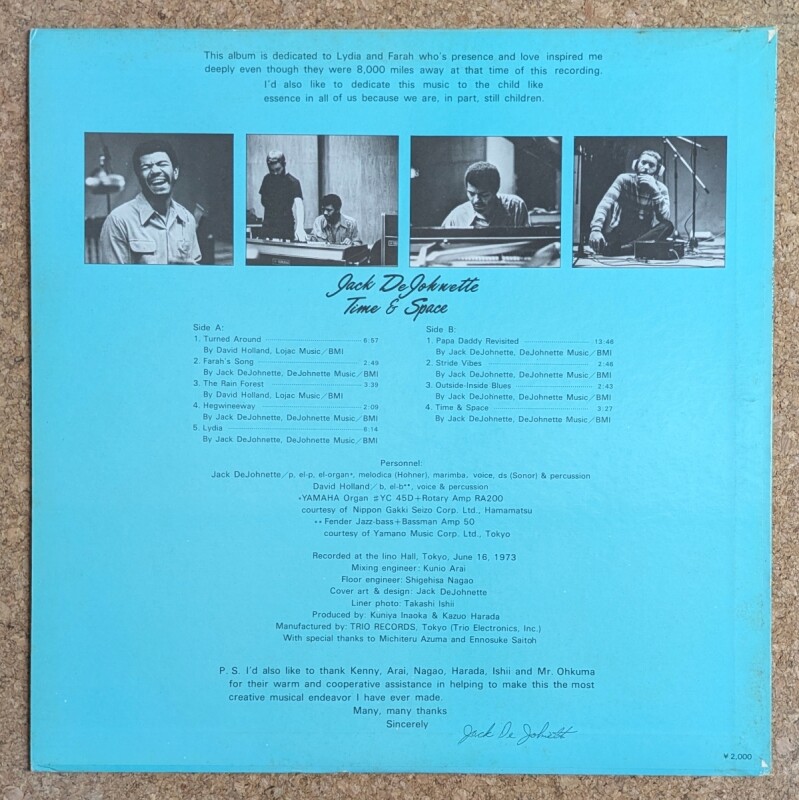 This album is dedicated to Lydia and Farah who's presence and love inspired me
deeply even though they were 8,000 miles away at that time of this recording.
I'd also like to dedicate this music to the child like
essence in all of us because we are, in part, still children.
Jack DeJohnette
Time & Space
Side A:
1. Turned Around 6:57
By David Holland, Lojac Music/BMI
2. Farah's Song 2:49
By Jack DeJohnette, DeJohnette Music/BMI
3. The Rain Forest 3:39
By David Holland, Lojac Music/BMI
4. Hegwineeway 2:09
By Jack DeJohnette, DeJohnette Music/BMI
5. Lydia 6:14
By Jack DeJohnette, DeJohnette Music/BMI
Side B:
1. Papa Daddy Revisited 13:46
By Jack DeJohnette, DeJohnette Music/BMI
2. Stride Vibes 2:46
By Jack DeJohnette, DeJohnette Music/BMI
3. Outside-Inside Blues 2:43
By Jack DeJohnette, DeJohnette Music/BMI
4. Time & Space 3:27
By Jack DeJohnette, DeJohnette Music/BMI
Personnel:
Jack DeJohnette/p, el-p, el-organ*, melodica (Hohner), marimba, voice, ds (Sonor) & percussion
David Holland/b, el-b**, voice & percussion
*YAMAHA Organ #YC 45D+Rotary Amp RA200
courtesy of Nippon Gakki Seizo Corp. Ltd., Hamamatsu
**Fender Jazz-bass+Bassman Amp 50
courtesy of Yamano Music Corp. Ltd., Tokyo
Recorded at the Iino Hall, Tokyo, June 16, 1973
Mixing engineer: Kunio Arai
Floor engineer: Shigehisa Nagao
Cover art & design: Jack DeJohnette
Liner photo: Takashi Ishii
Produced by: Kuniya Inaoka & Kazuo Harada
Manufactured by: TRIO RECORDS, Tokyo (Trio Electronics, Inc.)
With special thanks to Michiteru Azuma and Ennosuke Saitoh
P. S. I'd also like to thank Kenny, Arai, Nagao, Harada, Ishii and Mr. Ohkuma
for their warm and cooperative assistance in helping to make this the most
creative musical endeavor I have ever made.
Many, many thanks
Sincerely
Jack De Johnette
¥2,000